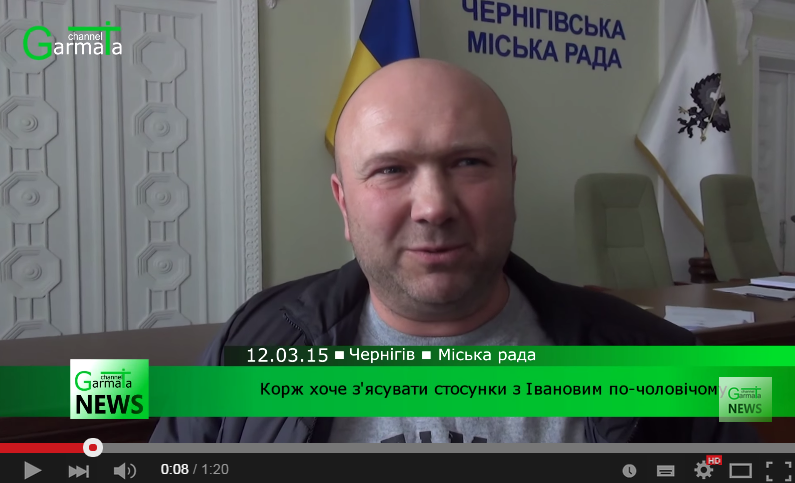 channel
Garmata
ЧЕРНІГІВСЬКА
МІСЬКА РАДА
12.03.15 ■ Чернігів ■ Міська рада
Корж хоче з'ясувати стосунки з Івановим по-чоловічому
channel
Garmata
NEWS
channel
Garmata
NEWS
0:08 / 1:20
HD